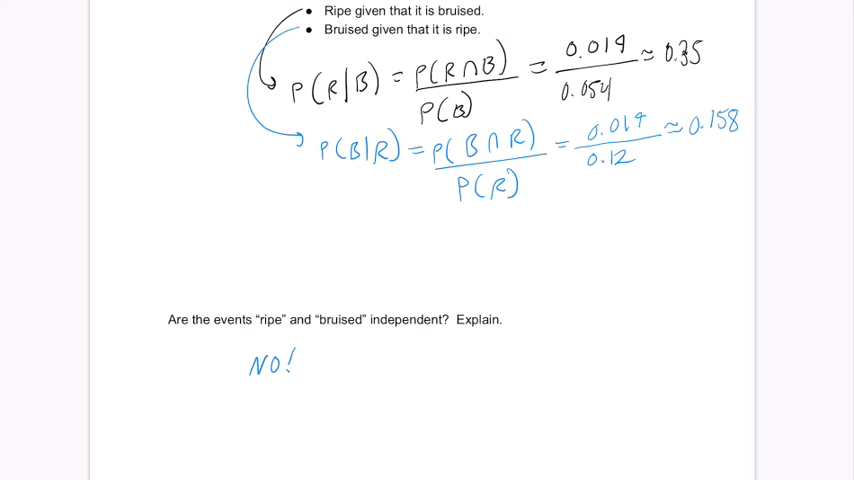 • Ripe given that it is bruised.
• Bruised given that it is ripe.
P(R|B) = P(R∩B) / P(B) = 0.019 / 0.054 ≈ 0.35
P(B|R) = P(B∩R) / P(R) = 0.019 / 0.12 ≈ 0.158
Are the events “ripe” and “bruised” independent? Explain.
NO!